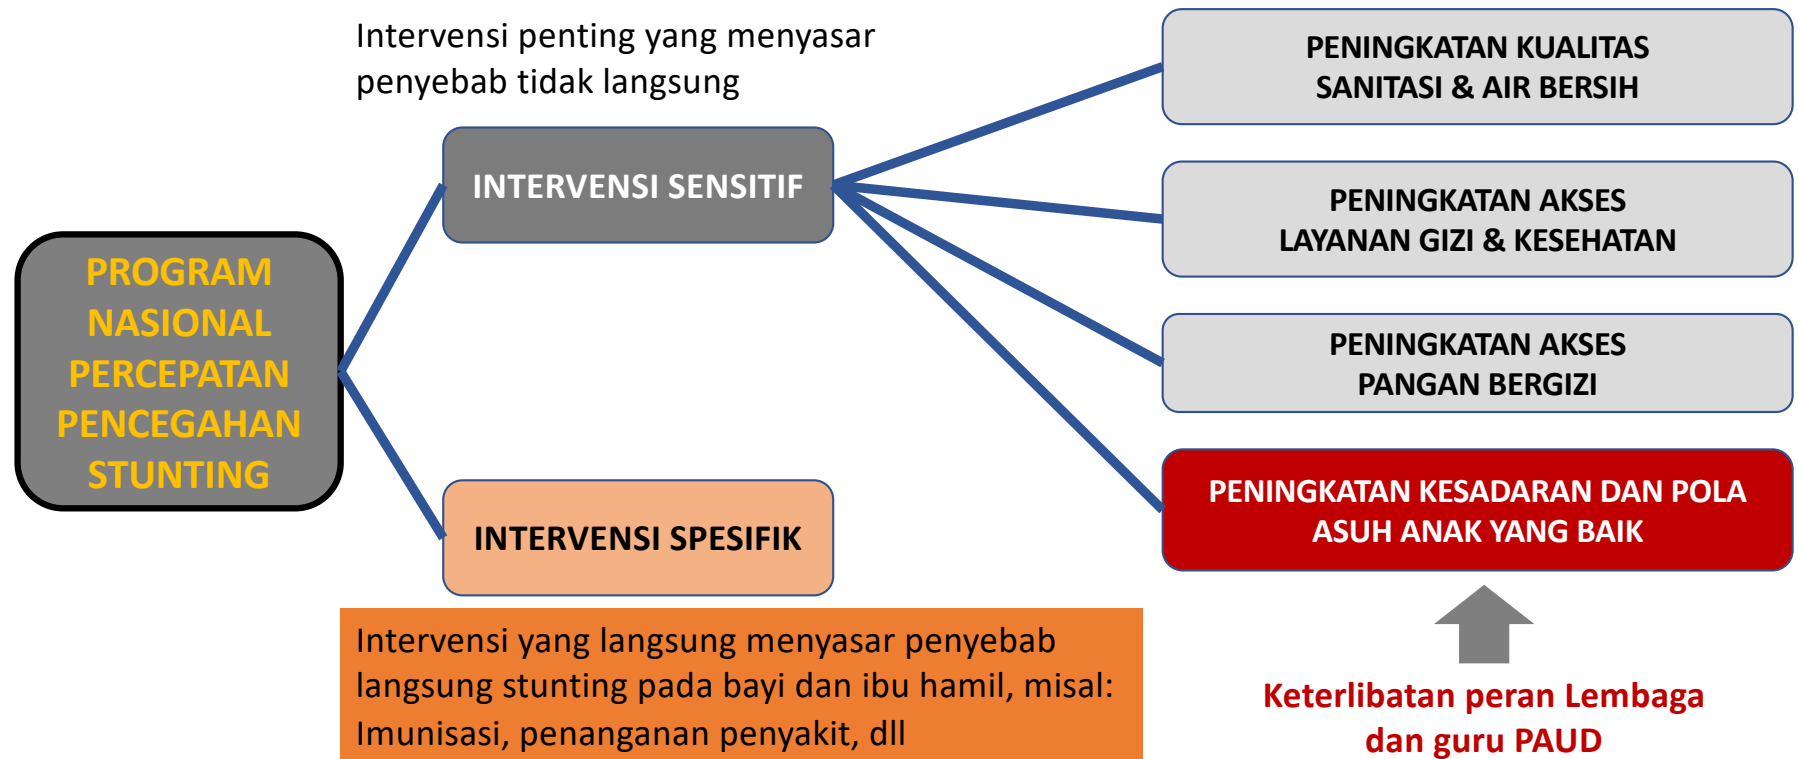 Intervensi penting yang menyasar
penyebab tidak langsung
PROGRAM
NASIONAL
PERCEPATAN
PENCEGAHAN
STUNTING
INTERVENSI SENSITIF
INTERVENSI SPESIFIK
Intervensi yang langsung menyasar penyebab
langsung stunting pada bayi dan ibu hamil, misal:
Imunisasi, penanganan penyakit, dll
PENINGKATAN KUALITAS
SANITASI & AIR BERSIH
PENINGKATAN AKSES
LAYANAN GIZI & KESEHATAN
PENINGKATAN AKSES
PANGAN BERGIZI
PENINGKATAN KESADARAN DAN POLA
ASUH ANAK YANG BAIK
Keterlibatan peran Lembaga
dan guru PAUD